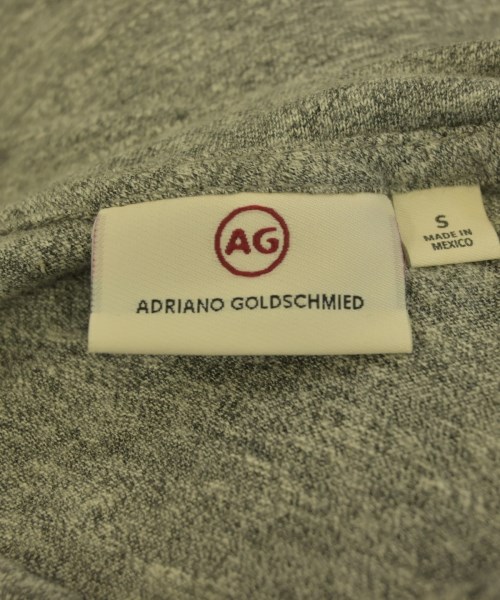 AG
ADRIANO GOLDSCHMIED
S
MADE IN
MEXICO